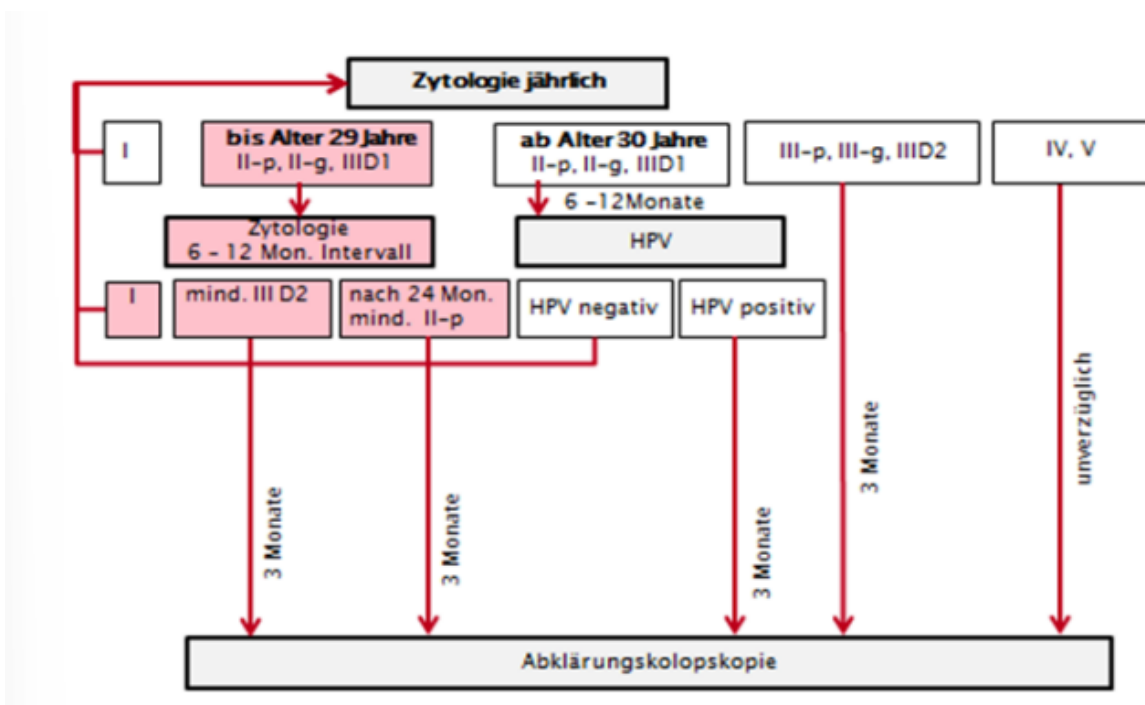 Zytologie jährlich
I
bis Alter 29 Jahre
II-p, II-g, IIID1
ab Alter 30 Jahre
II-p, II-g, IIID1
III-p, III-g, IIID2
IV, V
6 -12Monate
Zytologie
6 - 12 Mon. Intervall
HPV
I
mind. III D2
nach 24 Mon.
mind. II-p
HPV negativ
HPV positiv
3 Monate
3 Monate
3 Monate
3 Monate
unverzüglich
Abklärungskolopskopie